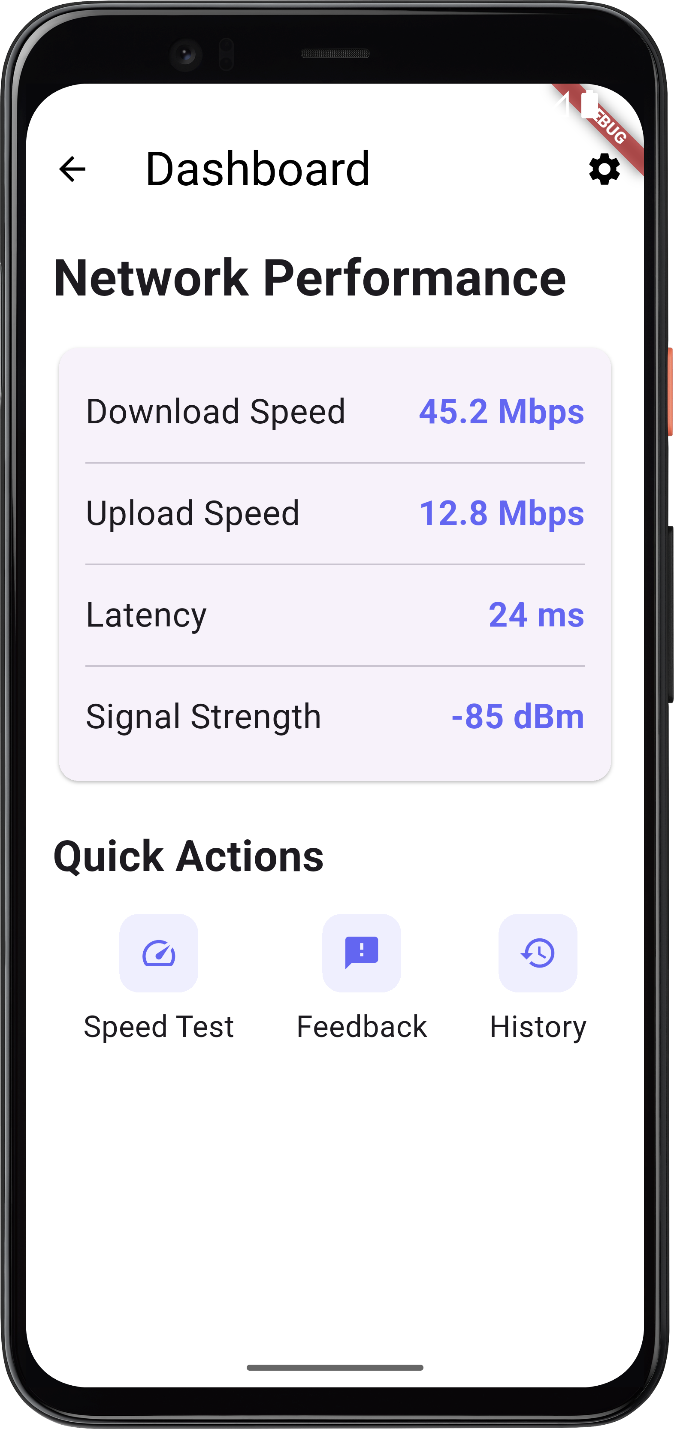 Dashboard
Network Performance
Download Speed 45.2 Mbps
Upload Speed 12.8 Mbps
Latency 24 ms
Signal Strength -85 dBm
Quick Actions
Speed Test Feedback History